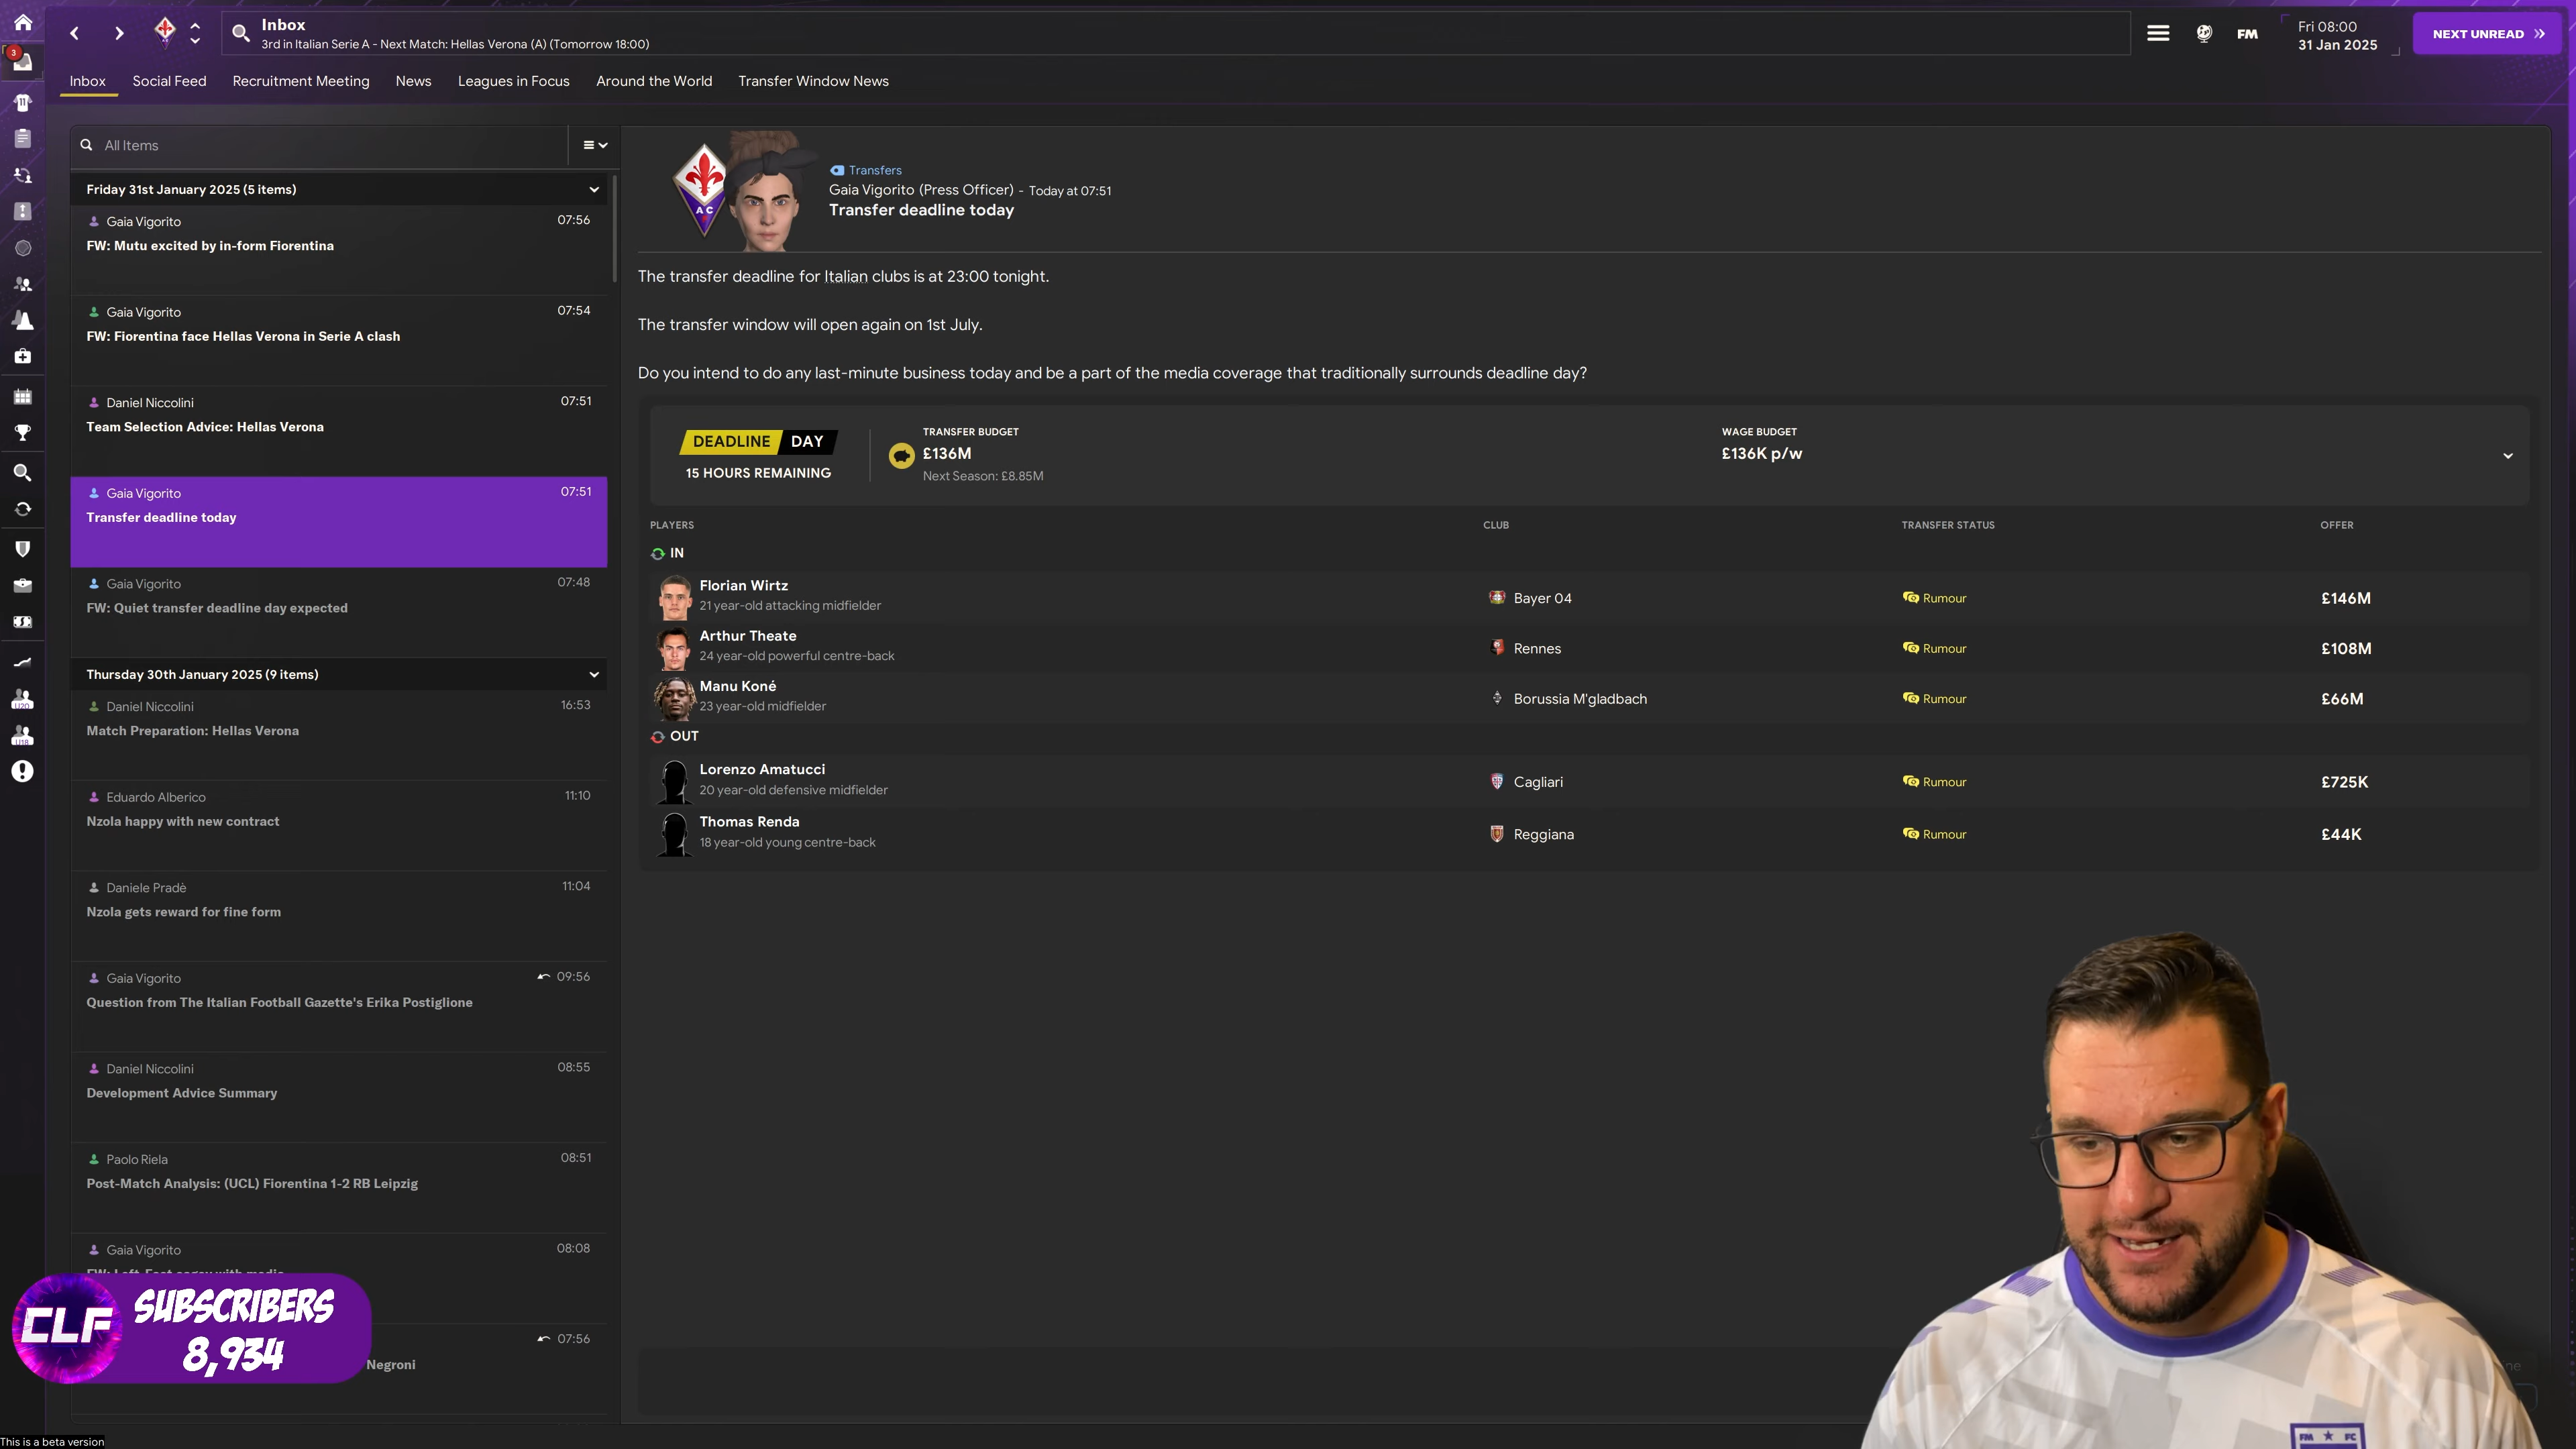 Inbox
3rd in Italian Serie A - Next Match: Hellas Verona (A) (Tomorrow 18:00)
FM
Fri 08:00
31 Jan 2025
NEXT UNREAD
3
Inbox
Social Feed
Recruitment Meeting
News
Leagues in Focus
Around the World
Transfer Window News
All Items
Friday 31st January 2025 (5 items)
Gaia Vigorito 07:56
FW: Mutu excited by in-form Fiorentina
Gaia Vigorito 07:54
FW: Fiorentina face Hellas Verona in Serie A clash
Daniel Niccolini 07:51
Team Selection Advice: Hellas Verona
Gaia Vigorito 07:51
Transfer deadline today
Gaia Vigorito 07:48
FW: Quiet transfer deadline day expected
Thursday 30th January 2025 (9 items)
Daniel Niccolini 16:53
Match Preparation: Hellas Verona
Eduardo Alberico 11:10
Nzola happy with new contract
Daniele Pradè 11:04
Nzola gets reward for fine form
Gaia Vigorito 09:56
Question from The Italian Football Gazette's Erika Postiglione
Daniel Niccolini 08:55
Development Advice Summary
Paolo Riela 08:51
Post-Match Analysis: (UCL) Fiorentina 1-2 RB Leipzig
Gaia Vigorito 08:08
07:56
Negroni
U20
U18
11
AC
Transfers
Gaia Vigorito (Press Officer) - Today at 07:51
Transfer deadline today
The transfer deadline for Italian clubs is at 23:00 tonight.
The transfer window will open again on 1st July.
Do you intend to do any last-minute business today and be a part of the media coverage that traditionally surrounds deadline day?
DEADLINE DAY
15 HOURS REMAINING
TRANSFER BUDGET
£136M
Next Season: £8.85M
WAGE BUDGET
£136K p/w
PLAYERS CLUB TRANSFER STATUS OFFER
IN
Florian Wirtz
21 year-old attacking midfielder
Bayer 04 Rumour £146M
Arthur Theate
24 year-old powerful centre-back
Rennes Rumour £108M
Manu Koné
23 year-old midfielder
Borussia M'gladbach Rumour £66M
OUT
Lorenzo Amatucci
20 year-old defensive midfielder
Cagliari Rumour £725K
Thomas Renda
18 year-old young centre-back
Reggiana Rumour £44K
CLF
SUBSCRIBERS
8,934
FM FC
This is a beta version